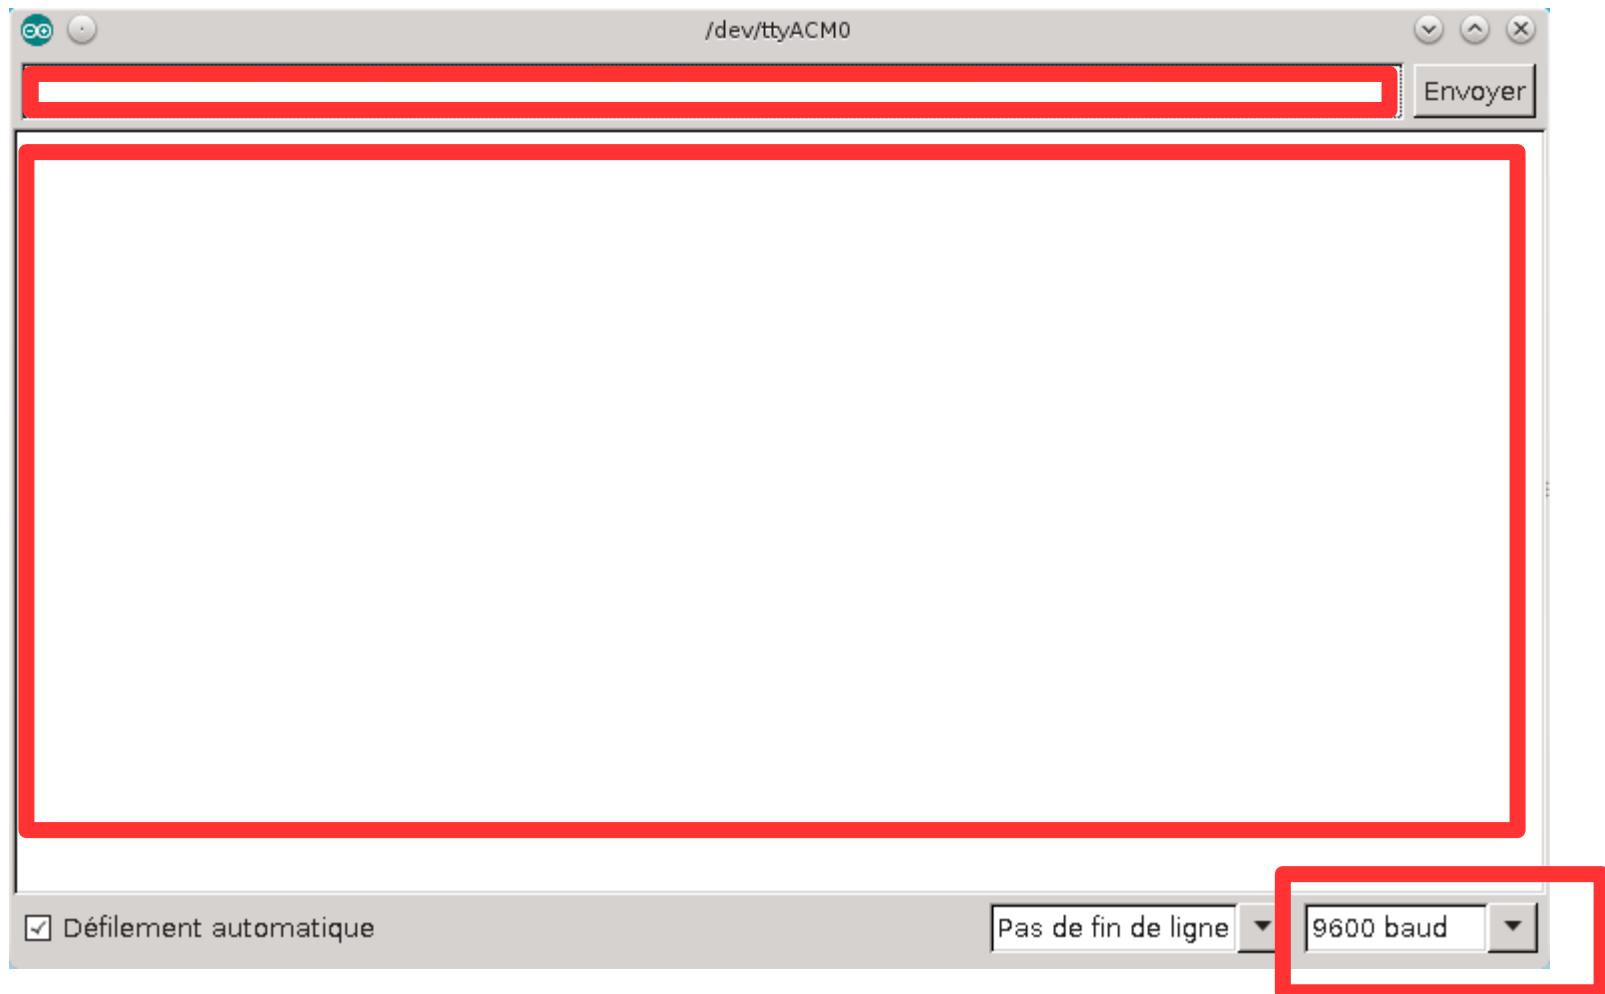 /dev/ttyACM0
Envoyer
Défilement automatique
Pas de fin de ligne
9600 baud